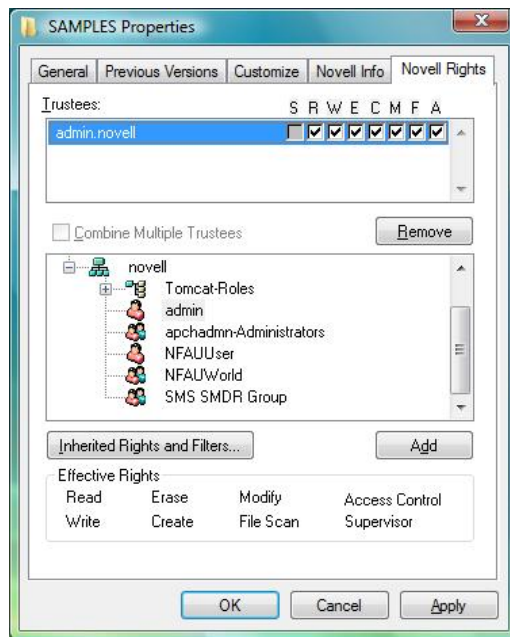 SAMPLES Properties
General Previous Versions Customize Novell Info Novell Rights
Trustees: S R W E C M F A
admin.novell
Combine Multiple Trustees Remove
novell
Tomcat-Roles
admin
apchadmn-Administrators
NFAUUser
NFAUWorld
SMS SMDR Group
Inherited Rights and Filters... Add
Effective Rights
Read Erase Modify Access Control
Write Create File Scan Supervisor
OK Cancel Apply